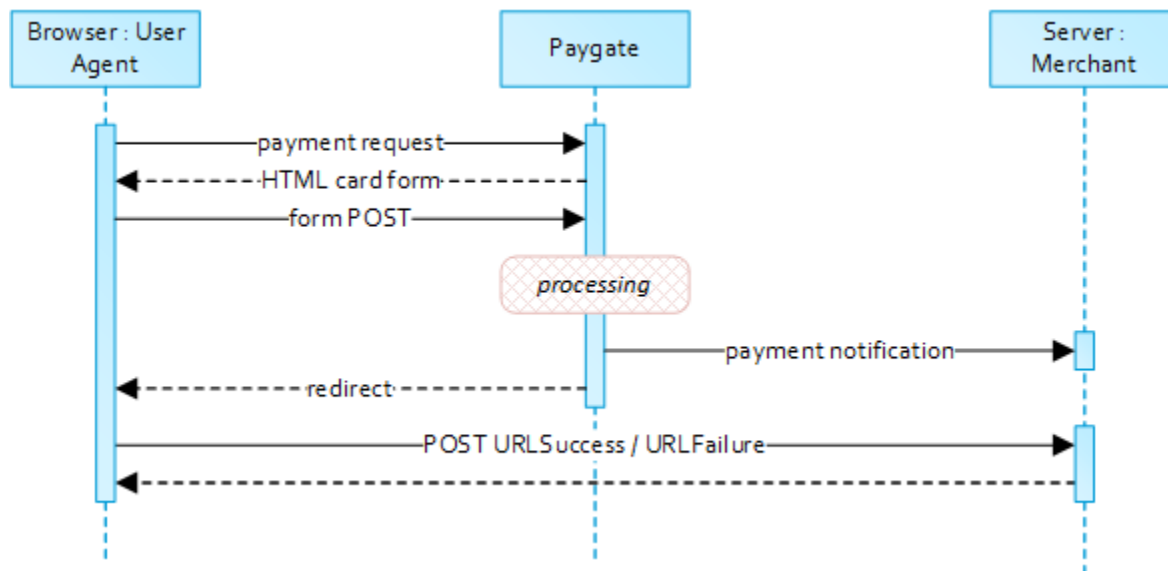 Browser : User
Agent
Paygate
Server :
Merchant
payment request
HTML card form
form POST
processing
payment notification
redirect
POST URLSuccess / URLFailure